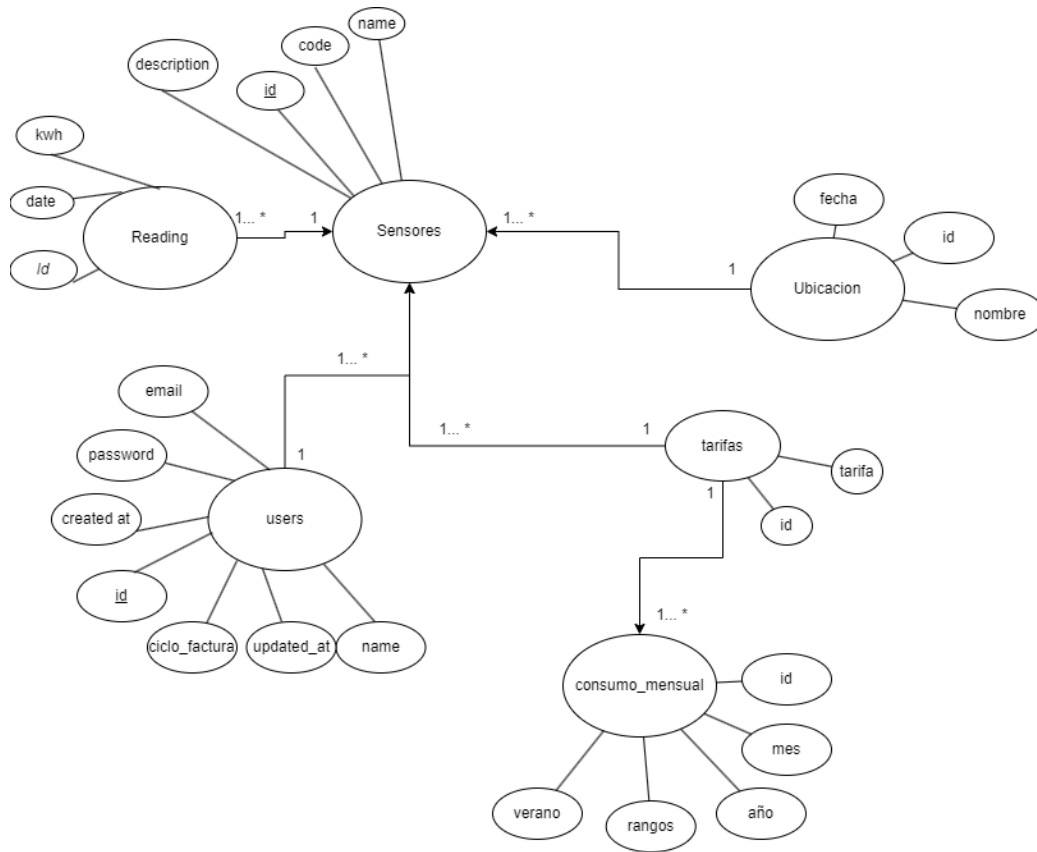 name
code
description
id
kwh
date
Id
Reading
1... *
1
Sensores
1... *
1
fecha
id
nombre
Ubicacion
1... *
email
password
created at
id
ciclo_factura
updated_at
name
users
1
1... *
1
tarifas
tarifa
id
1
1... *
consumo_mensual
id
mes
año
rangos
verano